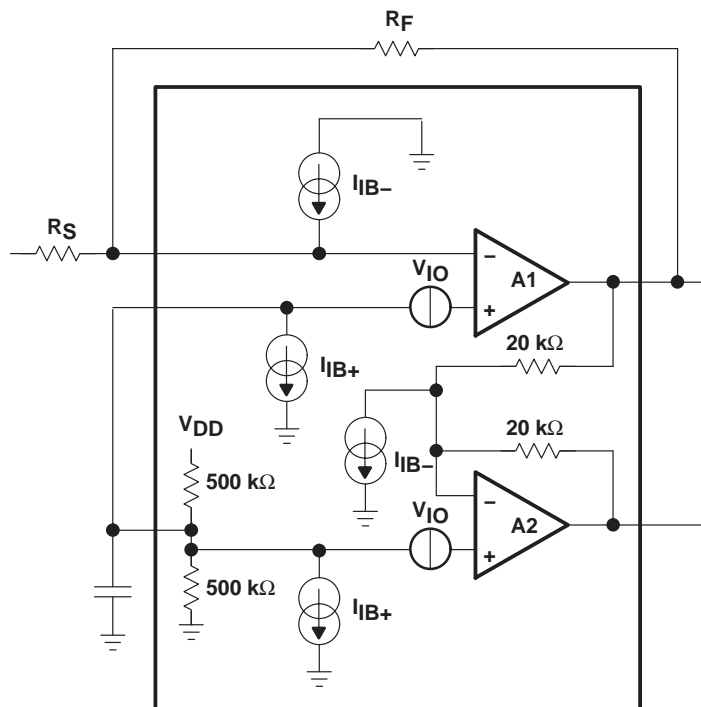 RF
IIB–
RS
VIO
–
A1
+
20 kΩ
IIB+
VDD
20 kΩ
500 kΩ
IIB–
VIO
–
A2
+
500 kΩ
IIB+